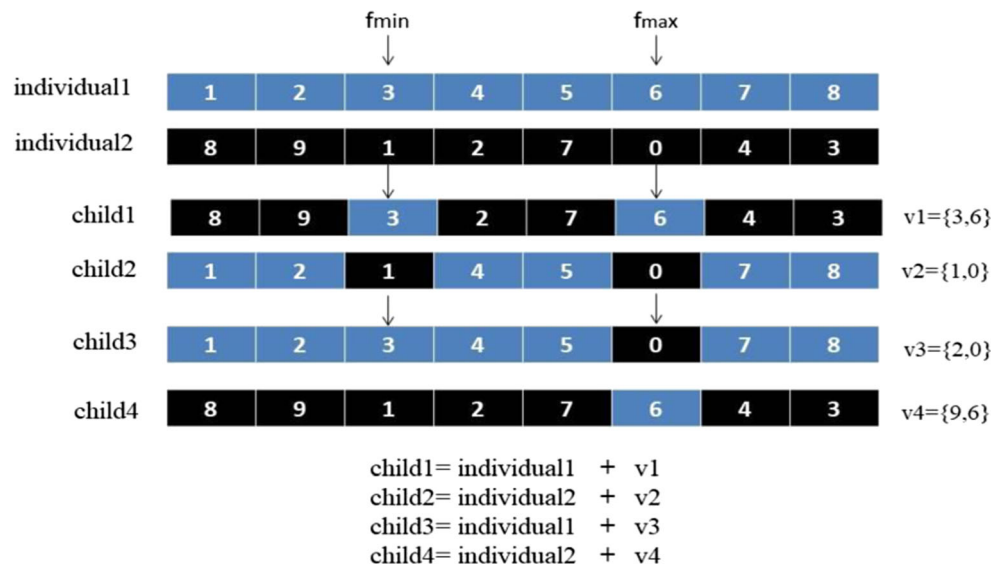 fmin fmax
individual1 1 2 3 4 5 6 7 8
individual2 8 9 1 2 7 0 4 3
child1 8 9 3 2 7 6 4 3 v1={3,6}
child2 1 2 1 4 5 0 7 8 v2={1,0}
child3 1 2 3 4 5 0 7 8 v3={2,0}
child4 8 9 1 2 7 6 4 3 v4={9,6}
child1= individual1 + v1
child2= individual2 + v2
child3= individual1 + v3
child4= individual2 + v4